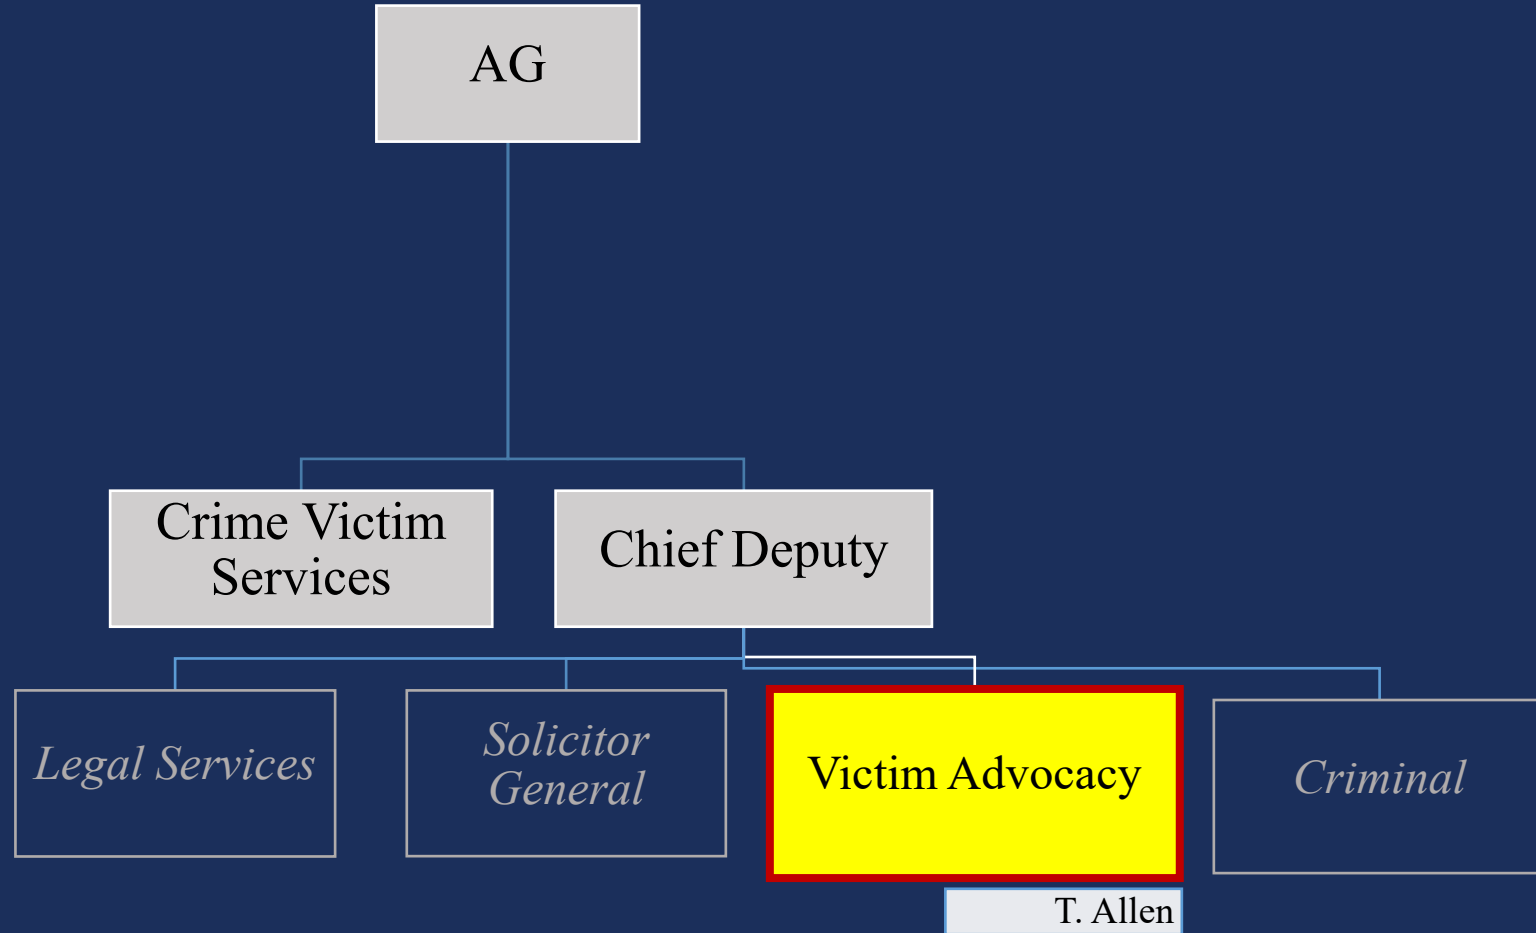 AG
Crime Victim
Services
Chief Deputy
Legal Services
Solicitor
General
Victim Advocacy
Criminal
T. Allen